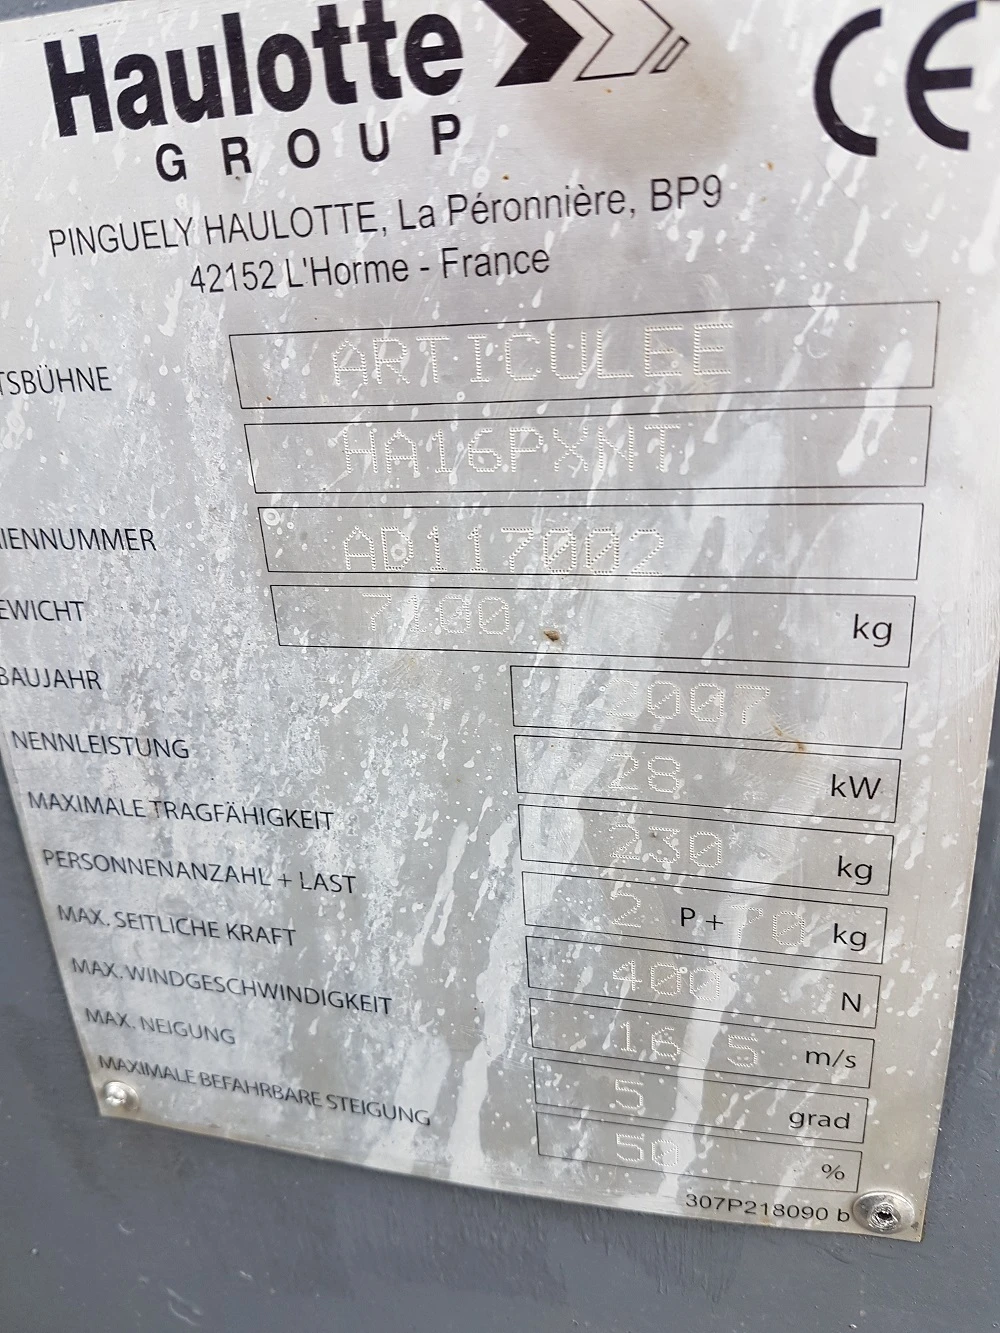 Haulotte
GROUP
CE
PINGUELY HAULOTTE, La Péronnière, BP9
42152 L'Horme - France
TSBÜHNE ARTICULEE
HA16PXNT
IENNUMMER AD117002
EWICHT 7100 kg
BAUJAHR 2007
NENNLEISTUNG 28 kW
MAXIMALE TRAGFÄHIGKEIT 230 kg
PERSONNENANZAHL + LAST 2 P + 70 kg
MAX. SEITLICHE KRAFT 400 N
MAX. WINDGESCHWINDIGKEIT 16 5 m/s
MAX. NEIGUNG 5 grad
MAXIMALE BEFAHRBARE STEIGUNG 50 %
307P218090 b